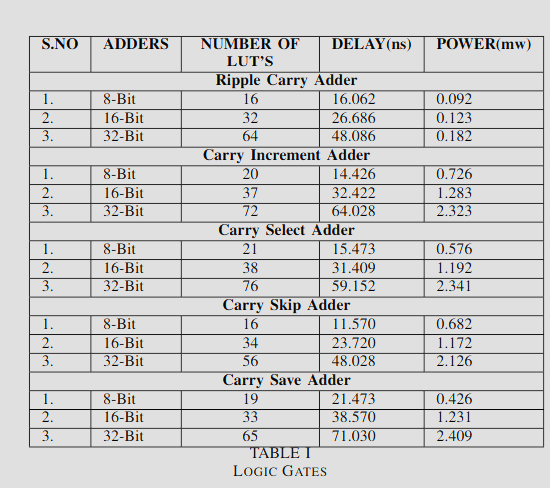 S.NO ADDERS NUMBER OF LUT'S DELAY(ns) POWER(mw)
Ripple Carry Adder
1. 8-Bit 16 16.062 0.092
2. 16-Bit 32 26.686 0.123
3. 32-Bit 64 48.086 0.182
Carry Increment Adder
1. 8-Bit 20 14.426 0.726
2. 16-Bit 37 32.422 1.283
3. 32-Bit 72 64.028 2.323
Carry Select Adder
1. 8-Bit 21 15.473 0.576
2. 16-Bit 38 31.409 1.192
3. 32-Bit 76 59.152 2.341
Carry Skip Adder
1. 8-Bit 16 11.570 0.682
2. 16-Bit 34 23.720 1.172
3. 32-Bit 56 48.028 2.126
Carry Save Adder
1. 8-Bit 19 21.473 0.426
2. 16-Bit 33 38.570 1.231
3. 32-Bit 65 71.030 2.409
TABLE I
LOGIC GATES